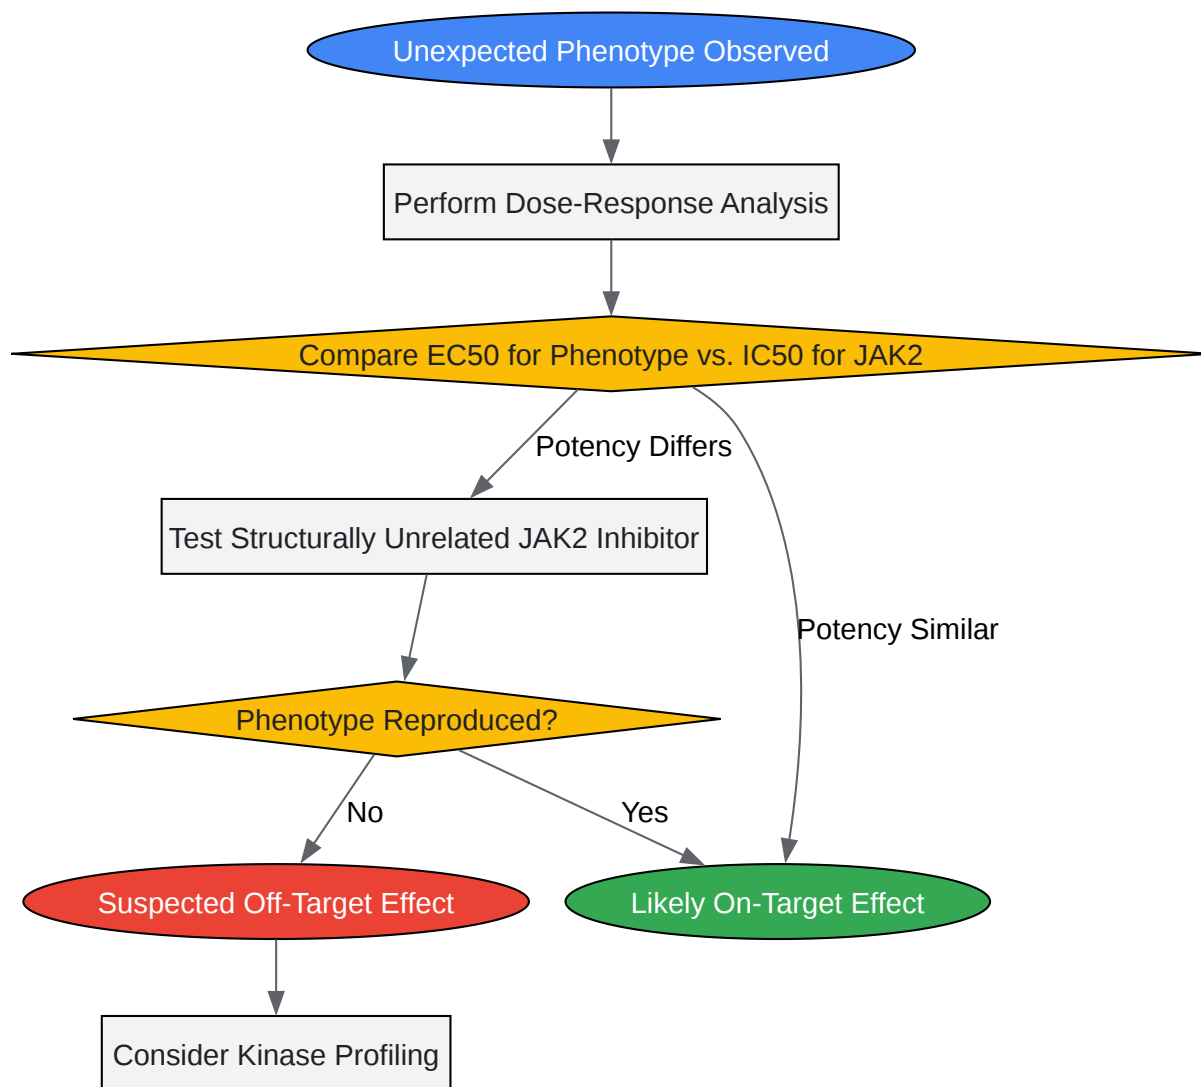 Unexpected Phenotype Observed
Perform Dose-Response Analysis
Compare EC50 for Phenotype vs. IC50 for JAK2
Potency Differs
Test Structurally Unrelated JAK2 Inhibitor
Potency Similar
Phenotype Reproduced?
No
Yes
Suspected Off-Target Effect
Likely On-Target Effect
Consider Kinase Profiling